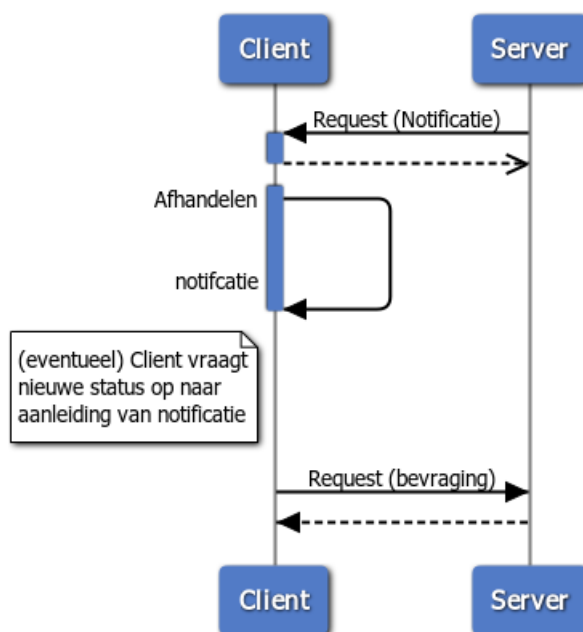 Client
Server
Request (Notificatie)
Afhandelen
notifcatie
(eventueel) Client vraagt
nieuwe status op naar
aanleiding van notificatie
Request (bevraging)
Client
Server